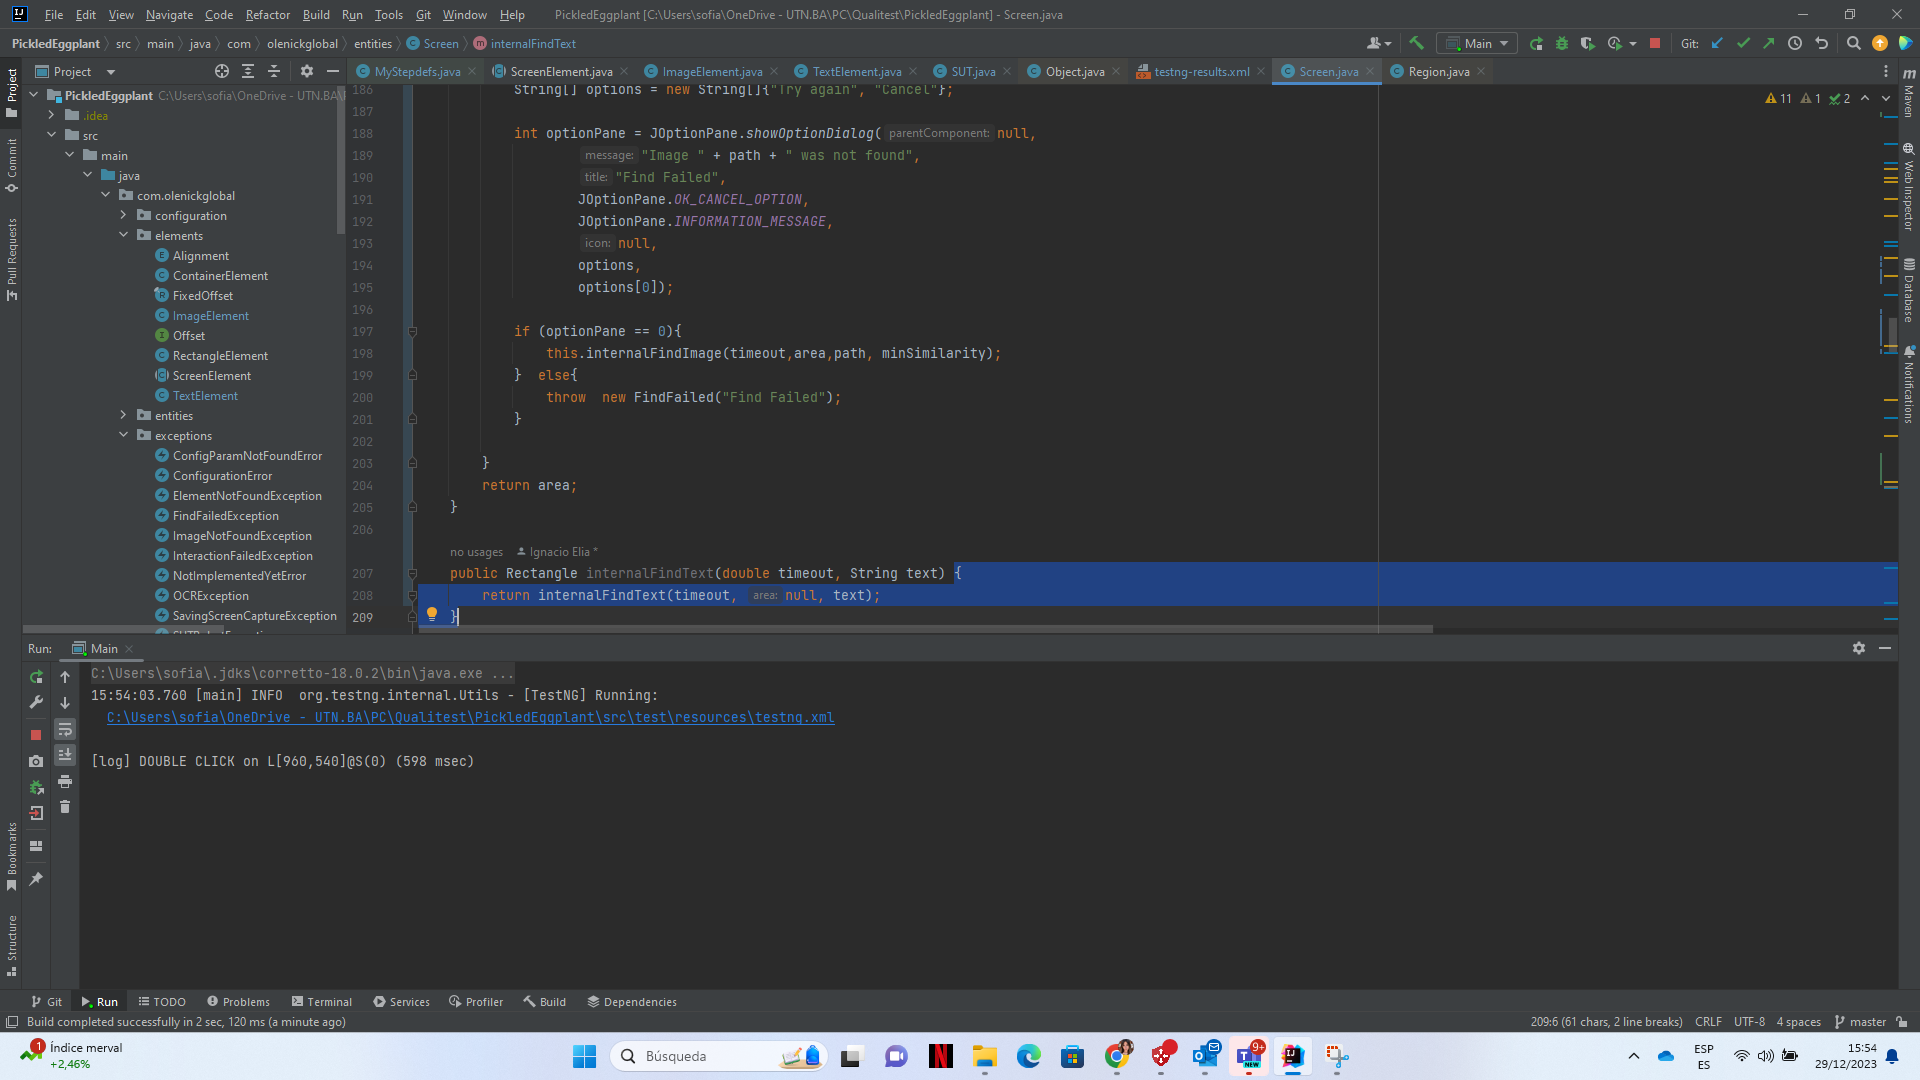 File Edit View Navigate Code Refactor Build Run Tools Git Window Help PickledEggplant [C:\Users\sofia\OneDrive - UTN.BA\PC\Qualitest\PickledEggplant] - Screen.java
PickledEggplant src main java com olenickglobal entities Screen internalFindText
Main Git:
Project
MyStepdefs.java ScreenElement.java ImageElement.java TextElement.java SUT.java Object.java testng-results.xml Screen.java Region.java
PickledEggplant C:\Users\sofia\OneDrive - UTN.BA\
.idea
src
main
java
com.olenickglobal
configuration
elements
Alignment
ContainerElement
FixedOffset
ImageElement
Offset
RectangleElement
ScreenElement
TextElement
entities
exceptions
ConfigParamNotFoundError
ConfigurationError
ElementNotFoundException
FindFailedException
ImageNotFoundException
InteractionFailedException
NotImplementedYetError
OCRException
SavingScreenCaptureException
11 1 2
186 String[] options = new String[]{"Try again", "Cancel"};
187
188 int optionPane = JOptionPane.showOptionDialog( parentComponent: null,
189 message: "Image " + path + " was not found",
190 title: "Find Failed",
191 JOptionPane.OK_CANCEL_OPTION,
192 JOptionPane.INFORMATION_MESSAGE,
193 icon: null,
194 options,
195 options[0]);
196
197 if (optionPane == 0){
198 this.internalFindImage(timeout,area,path, minSimilarity);
199 } else{
200 throw new FindFailed("Find Failed");
201 }
202
203 }
204 return area;
205 }
206
no usages Ignacio Elia *
207 public Rectangle internalFindText(double timeout, String text) {
208 return internalFindText(timeout, area: null, text);
209 }
Project
Commit
Pull Requests
Bookmarks
Structure
Maven
Web Inspector
Database
Notifications
Run: Main
C:\Users\sofia\.jdks\corretto-18.0.2\bin\java.exe ...
15:54:03.760 [main] INFO org.testng.internal.Utils - [TestNG] Running:
C:\Users\sofia\OneDrive - UTN.BA\PC\Qualitest\PickledEggplant\src\test\resources\testng.xml
[log] DOUBLE CLICK on L[960,540]@S(0) (598 msec)
Git Run TODO Problems Terminal Services Profiler Build Dependencies
Build completed successfully in 2 sec, 120 ms (a minute ago) 209:6 (61 chars, 2 line breaks) CRLF UTF-8 4 spaces master
1 Índice merval
+2,46%
Búsqueda
9+
NEW
ESP
ES
15:54
29/12/2023